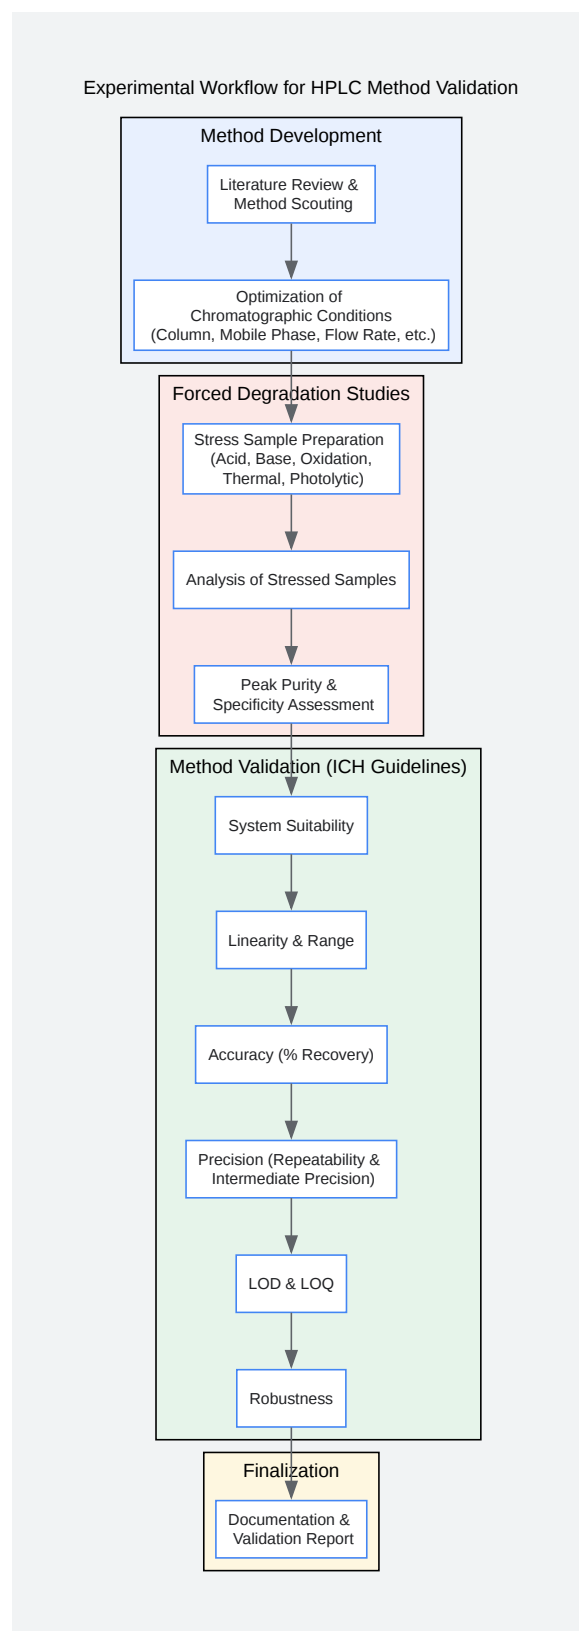 Experimental Workflow for HPLC Method Validation
Method Development
Literature Review &
Method Scouting
Optimization of
Chromatographic Conditions
(Column, Mobile Phase, Flow Rate, etc.)
Forced Degradation Studies
Stress Sample Preparation
(Acid, Base, Oxidation,
Thermal, Photolytic)
Analysis of Stressed Samples
Peak Purity &
Specificity Assessment
Method Validation (ICH Guidelines)
System Suitability
Linearity & Range
Accuracy (% Recovery)
Precision (Repeatability &
Intermediate Precision)
LOD & LOQ
Robustness
Finalization
Documentation &
Validation Report